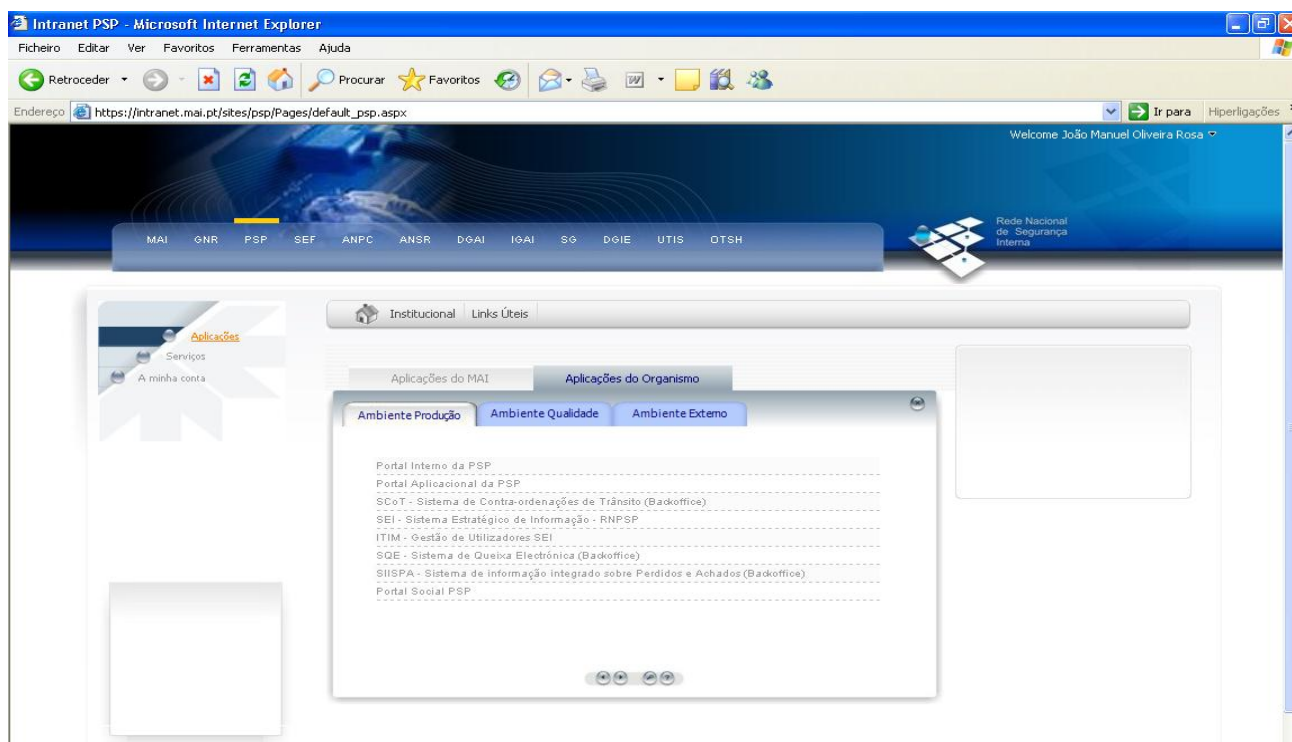 Intranet PSP - Microsoft Internet Explorer
Ficheiro Editar Ver Favoritos Ferramentas Ajuda
Retroceder Procurar Favoritos
Endereço https://intranet.mai.pt/sites/psp/Pages/default_psp.aspx Ir para Hiperligações
Welcome João Manuel Oliveira Rosa
Rede Nacional
de Segurança
Interna
MAI GNR PSP SEF ANPC ANSR DGAI IGAI SG DGIE UTIS OTSH
Institucional Links Úteis
Aplicações
Serviços
A minha conta
Aplicações do MAI Aplicações do Organismo
Ambiente Produção Ambiente Qualidade Ambiente Externo
Portal Interno da PSP
Portal Aplicacional da PSP
SCoT - Sistema de Contra-ordenações de Trânsito (Backoffice)
SEI - Sistema Estratégico de Informação - RNPSP
ITIM - Gestão de Utilizadores SEI
SQE - Sistema de Queixa Electrónica (Backoffice)
SIISPA - Sistema de informação integrado sobre Perdidos e Achados (Backoffice)
Portal Social PSP